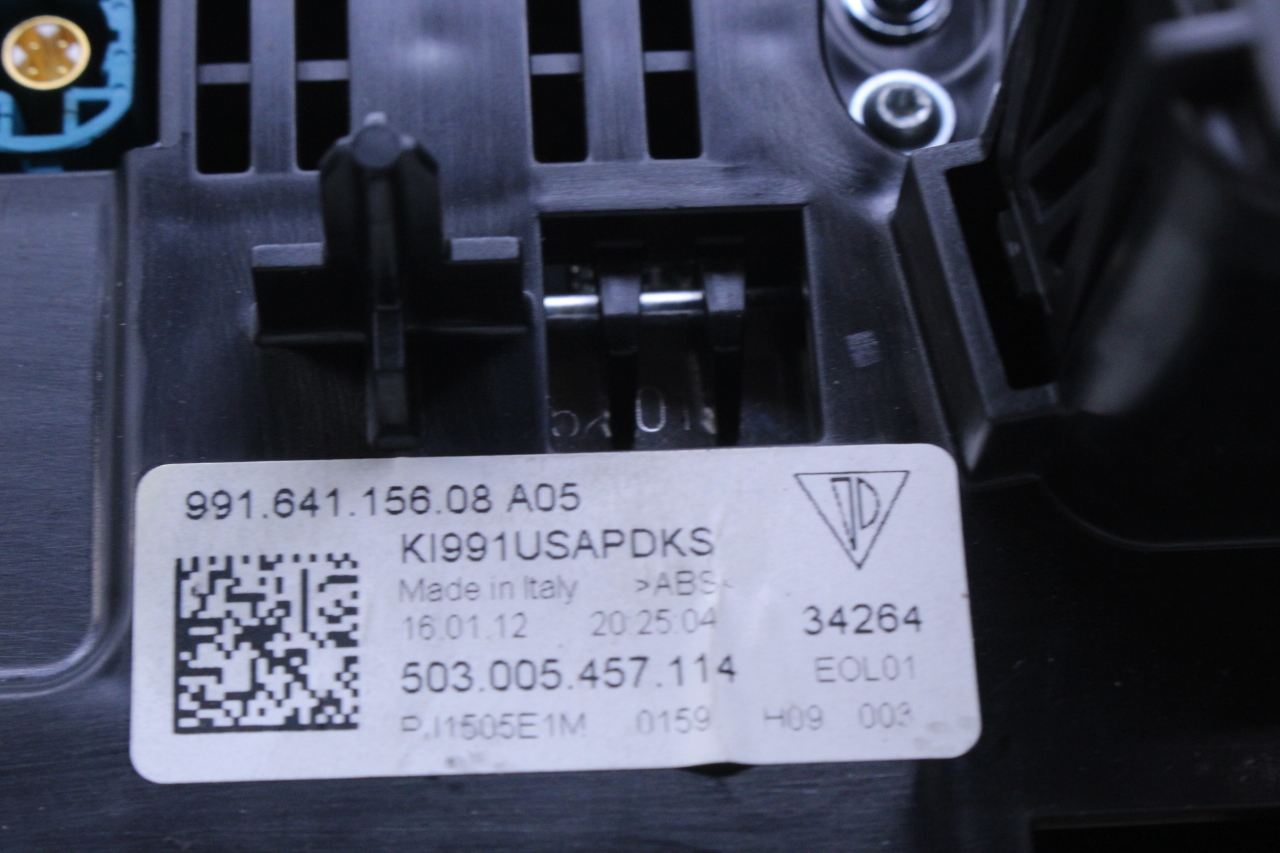 991.641.156.08 A05
KI991USAPDKS
Made in Italy >ABS<
16.01.12 20:25:04 34264
503.005.457.114 EOL01
0159 H09 003